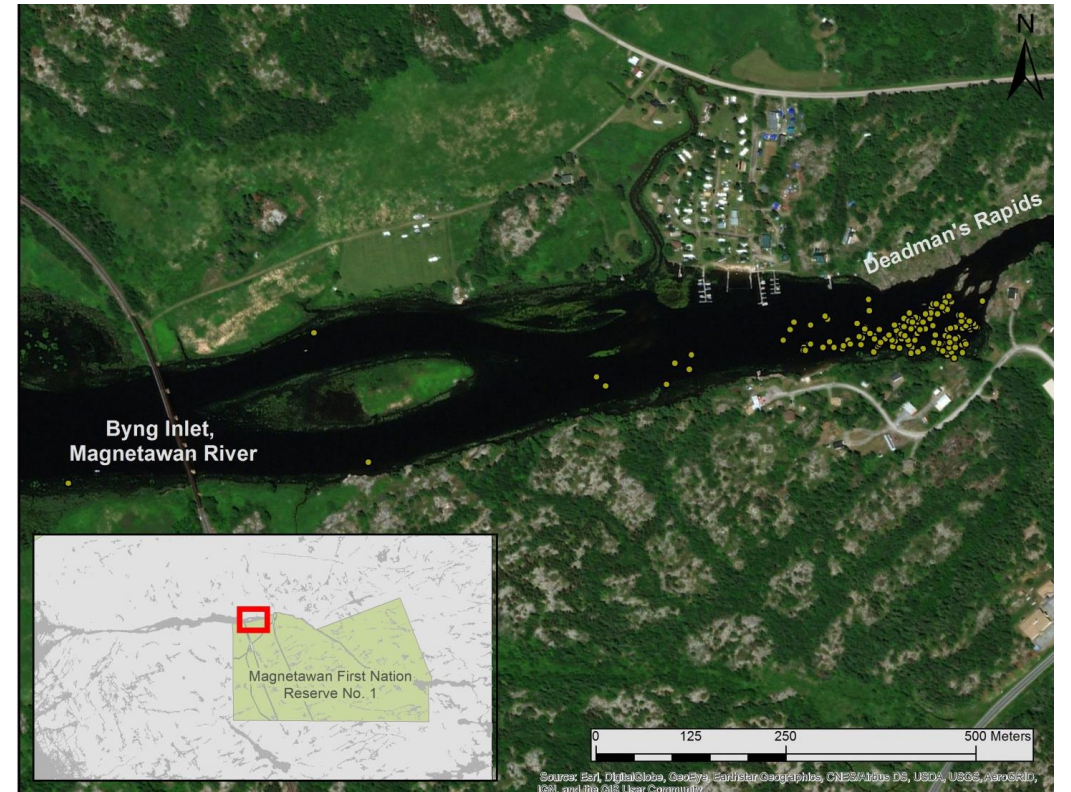 N
Deadman's Rapids
Byng Inlet,
Magnetawan River
Magnetawan First Nation
Reserve No. 1
0 125 250 500 Meters
Source: Esri, DigitalGlobe, GeoEye, Earthstar Geographics, CNES/Airbus DS, USDA, USGS, AeroGRID,
IGN, and the GIS User Community